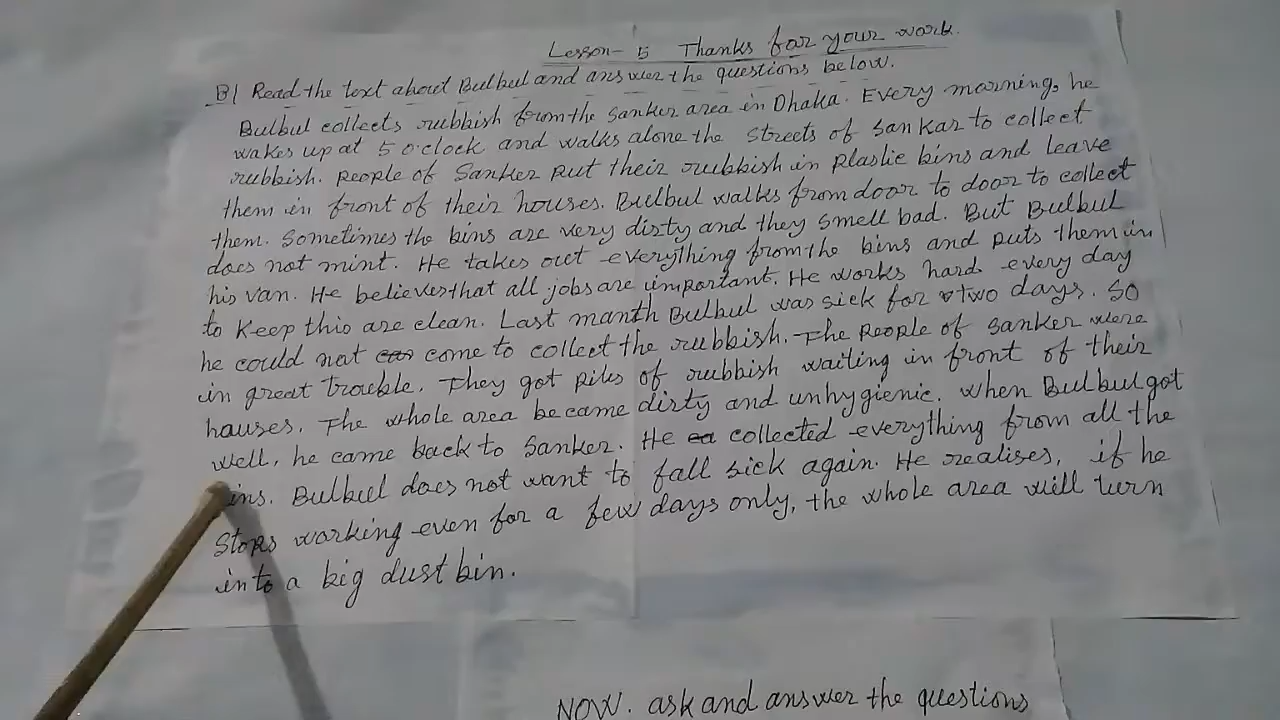 Lesson- 5 Thanks for your work.
B) Read the text about Bulbul and answer the questions below.
Bulbul collects rubbish from the Sanker area in Dhaka. Every morning, he
wakes up at 5 o'clock and walks alone the streets of Sankar to collect
rubbish. People of Sanker put their rubbish in plastie bins and leave
them in front of their houses. Bulbul walks from door to door to collect
them. Sometimes the bins are very dirty and they smell bad. But Bulbul
does not mint. He takes out everything from the bins and puts them in
his van. He believes that all jobs are important. He works hard every day
to keep this are clean. Last manth Bulbul was sick for two days. So
he could not come to collect the rubbish. The people of Sanker were
in great trouble. They got piles of rubbish waiting in front of their
hauses. The whole area became dirty and unhygienic. when Bulbul got
well, he came back to Sanker. He collected everything from all the
ins. Bulbul does not want to fall sick again. He realises, if he
stops working even for a few days only, the whole area will turn
into a big dust bin.
NOW. ask and answer the questions